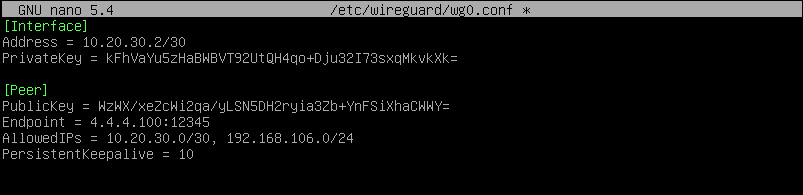 GNU nano 5.4 /etc/wireguard/wg0.conf *
[Interface]
Address = 10.20.30.2/30
PrivateKey = kFhVaYu5zHaBWBVT92UtQH4qo+Dju32I73sxqMkvkXk=
[Peer]
PublicKey = WzWX/xeZcWi2qa/yLSN5DH2ryia3Zb+YnFSiXhaCWWY=
Endpoint = 4.4.4.100:12345
AllowedIPs = 10.20.30.0/30, 192.168.106.0/24
PersistentKeepalive = 10